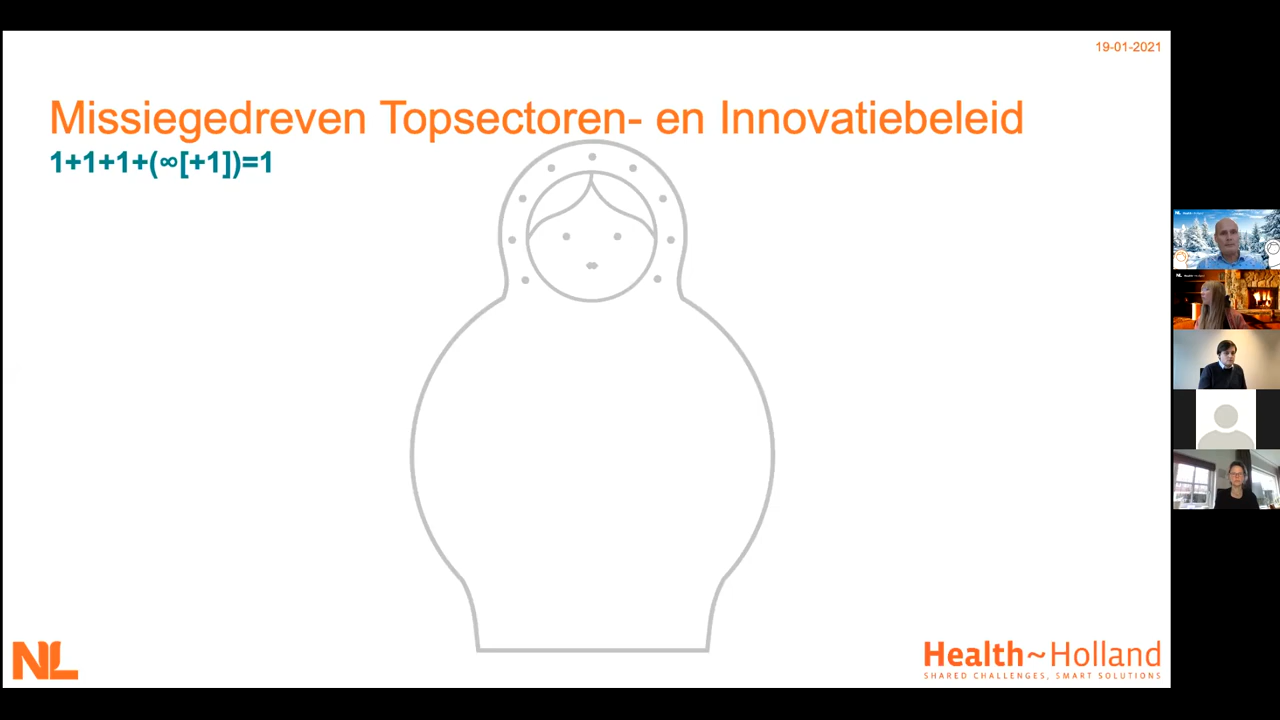 19-01-2021
Missiegedreven Topsectoren- en Innovatiebeleid
1+1+1+(∞[+1])=1
NL
Health~Holland
SHARED CHALLENGES, SMART SOLUTIONS